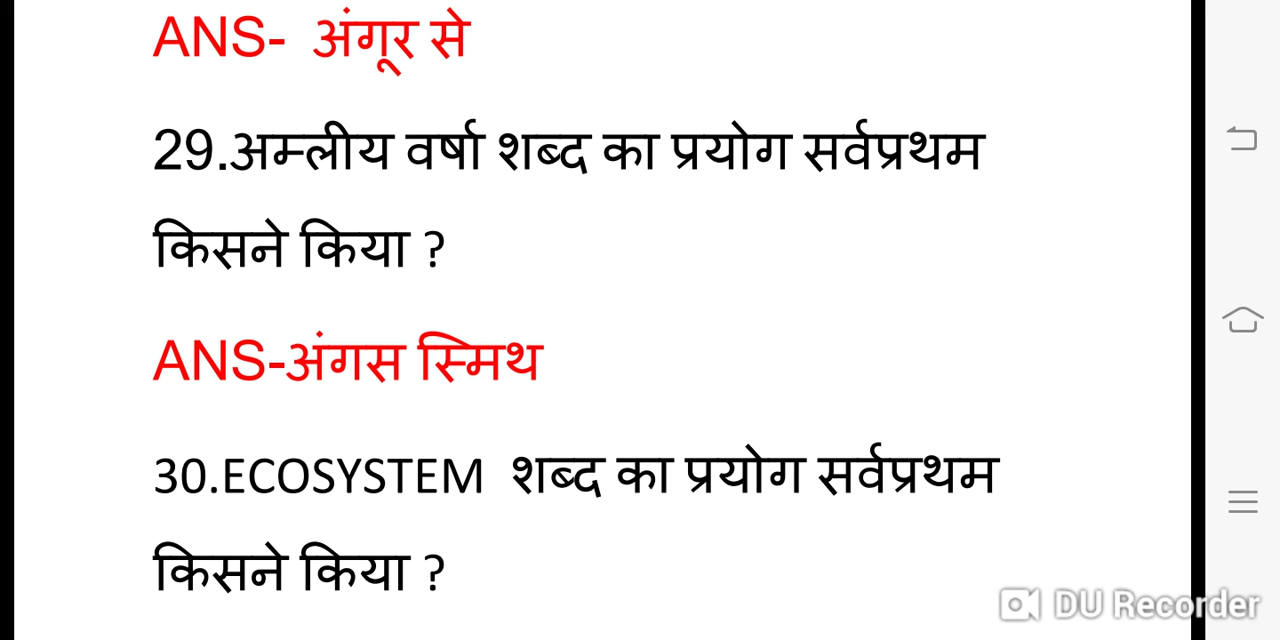 ANS- अंगूर से
29.अम्लीय वर्षा शब्द का प्रयोग सर्वप्रथम
किसने किया ?
ANS-अंगस स्मिथ
30.ECOSYSTEM शब्द का प्रयोग सर्वप्रथम
किसने किया ?
DU Recorder